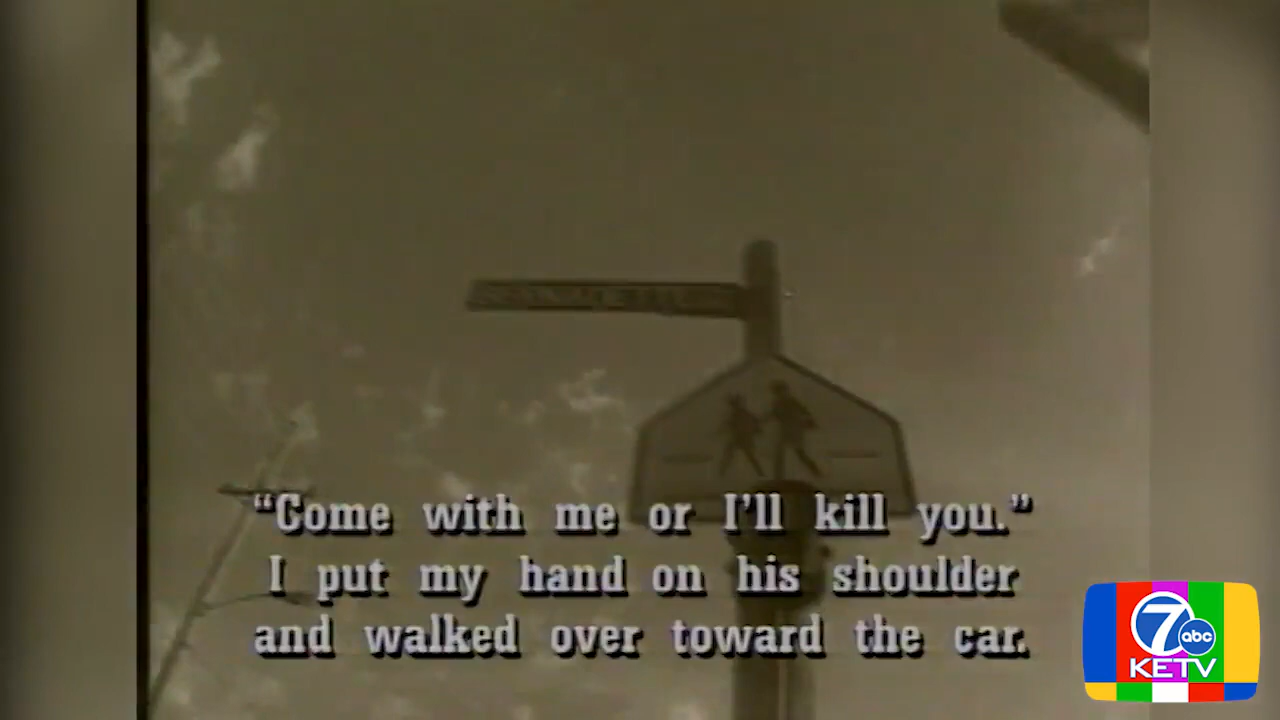 “Come with me or I’ll kill you.”
I put my hand on his shoulder
and walked over toward the car.
7
abc
KETV